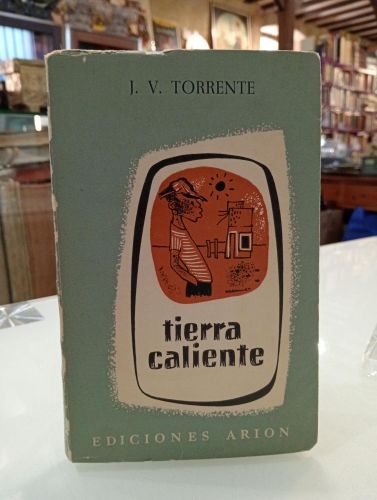 J. V. TORRENTE
tierra
caliente
EDICIONES ARION